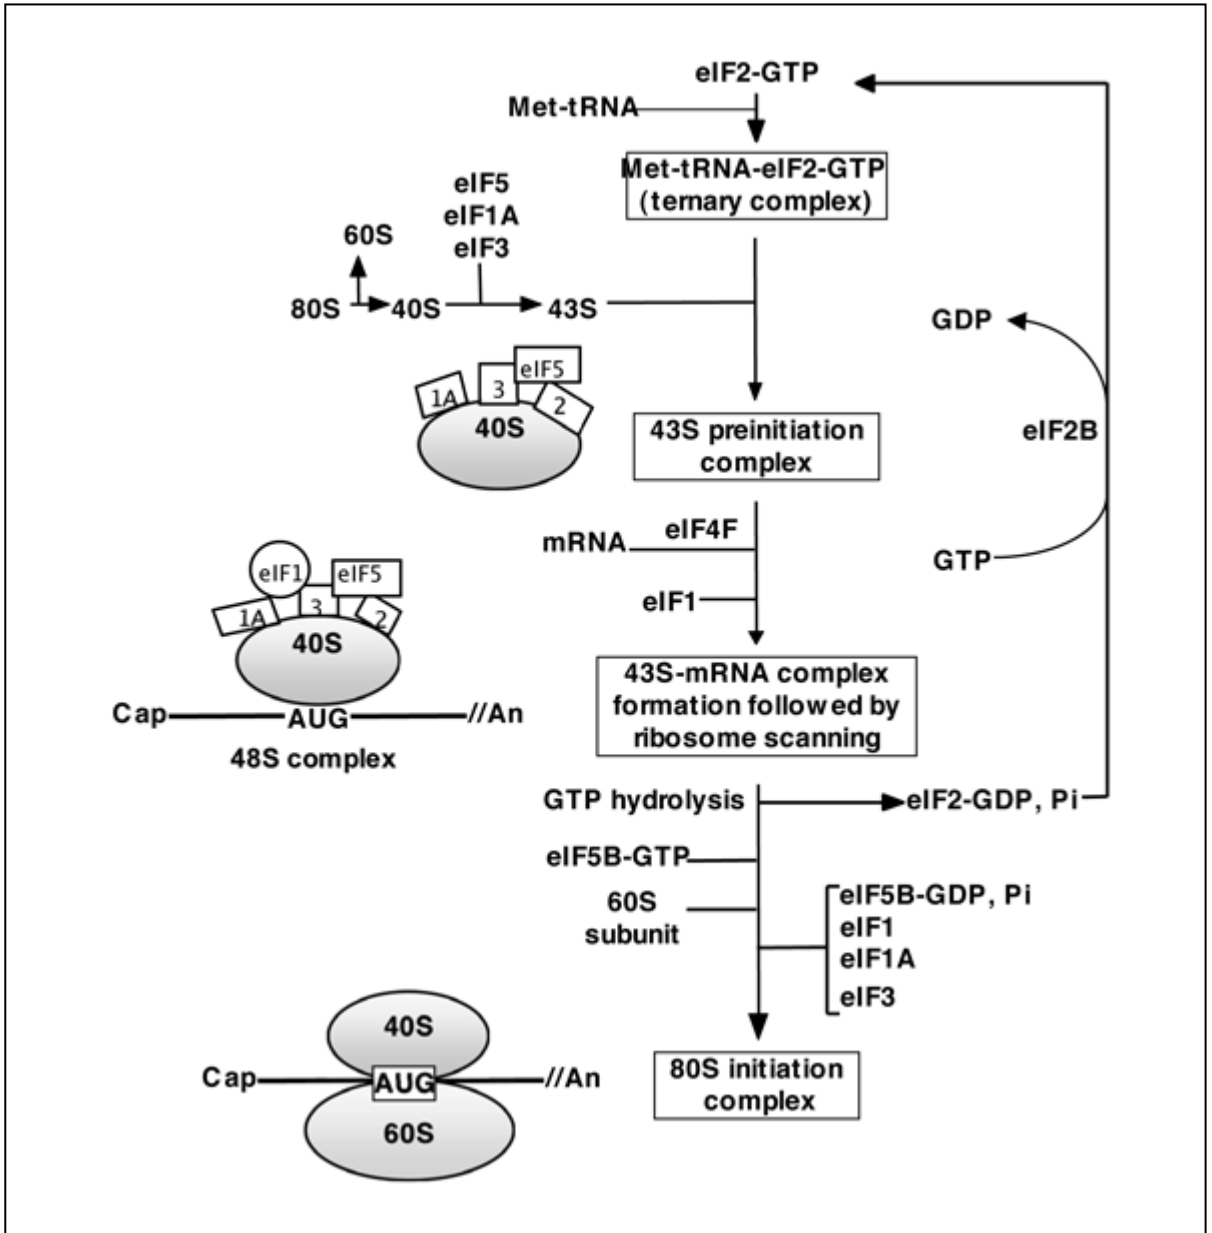 eIF2-GTP
Met-tRNA
Met-tRNA-eIF2-GTP
(ternary complex)
eIF5
eIF1A
eIF3
60S
80S
40S
43S
GDP
eIF2B
GTP
1A
3
eIF5
2
40S
43S preinitiation
complex
mRNA
eIF4F
eIF1
eIF1
eIF5
1A
3
2
40S
Cap
AUG
//An
48S complex
43S-mRNA complex
formation followed by
ribosome scanning
GTP hydrolysis
eIF2-GDP, Pi
eIF5B-GTP
60S
subunit
eIF5B-GDP, Pi
eIF1
eIF1A
eIF3
40S
Cap
AUG
//An
60S
80S initiation
complex